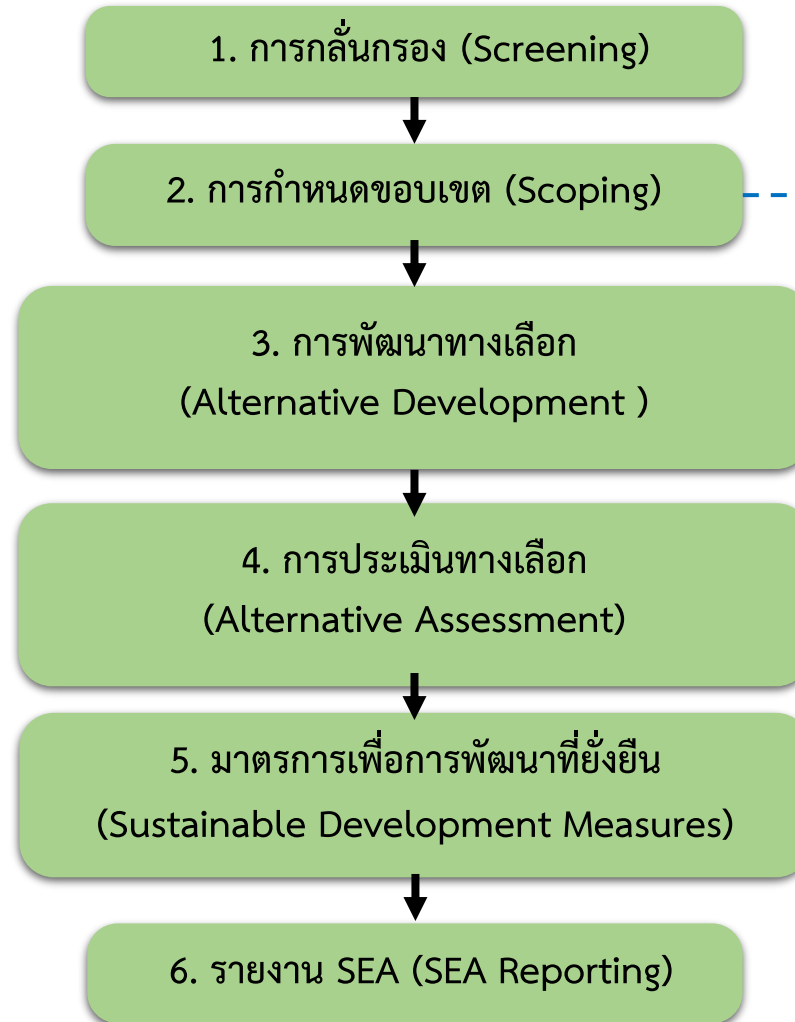 1. การกลั่นกรอง (Screening)
2. การกำหนดขอบเขต (Scoping)
3. การพัฒนาทางเลือก
(Alternative Development )
4. การประเมินทางเลือก
(Alternative Assessment)
5. มาตรการเพื่อการพัฒนาที่ยั่งยืน
(Sustainable Development Measures)
6. รายงาน SEA (SEA Reporting)